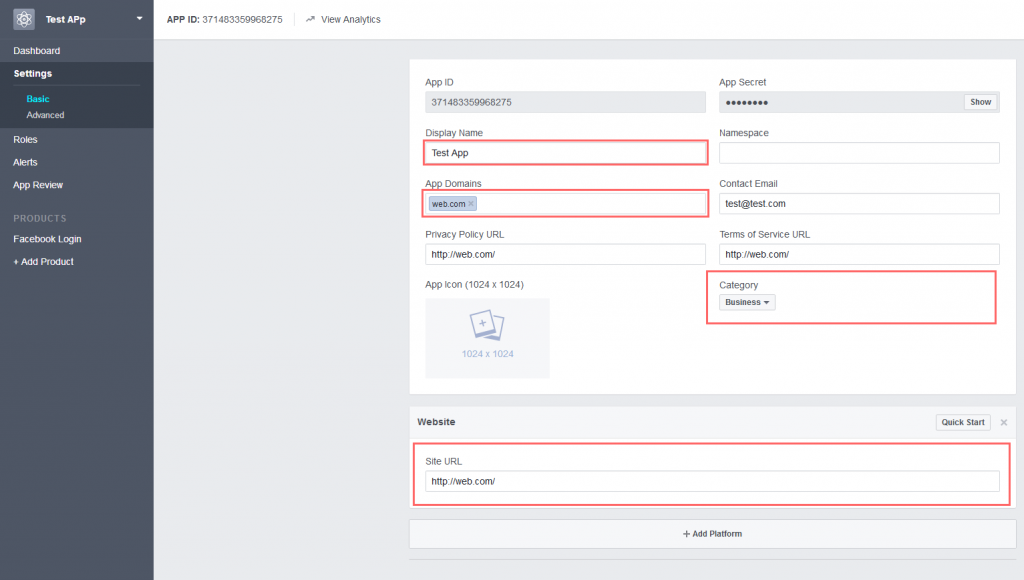 Test APp
APP ID: 371483359968275
View Analytics
Dashboard
Settings
Basic
Advanced
Roles
Alerts
App Review
PRODUCTS
Facebook Login
+ Add Product
App ID
371483359968275
App Secret
●●●●●●●●
Show
Display Name
Test App
Namespace
App Domains
web.com ×
Contact Email
test@test.com
Privacy Policy URL
http://web.com/
Terms of Service URL
http://web.com/
App Icon (1024 x 1024)
1024 x 1024
Category
Business
Website
Quick Start
×
Site URL
http://web.com/
+ Add Platform